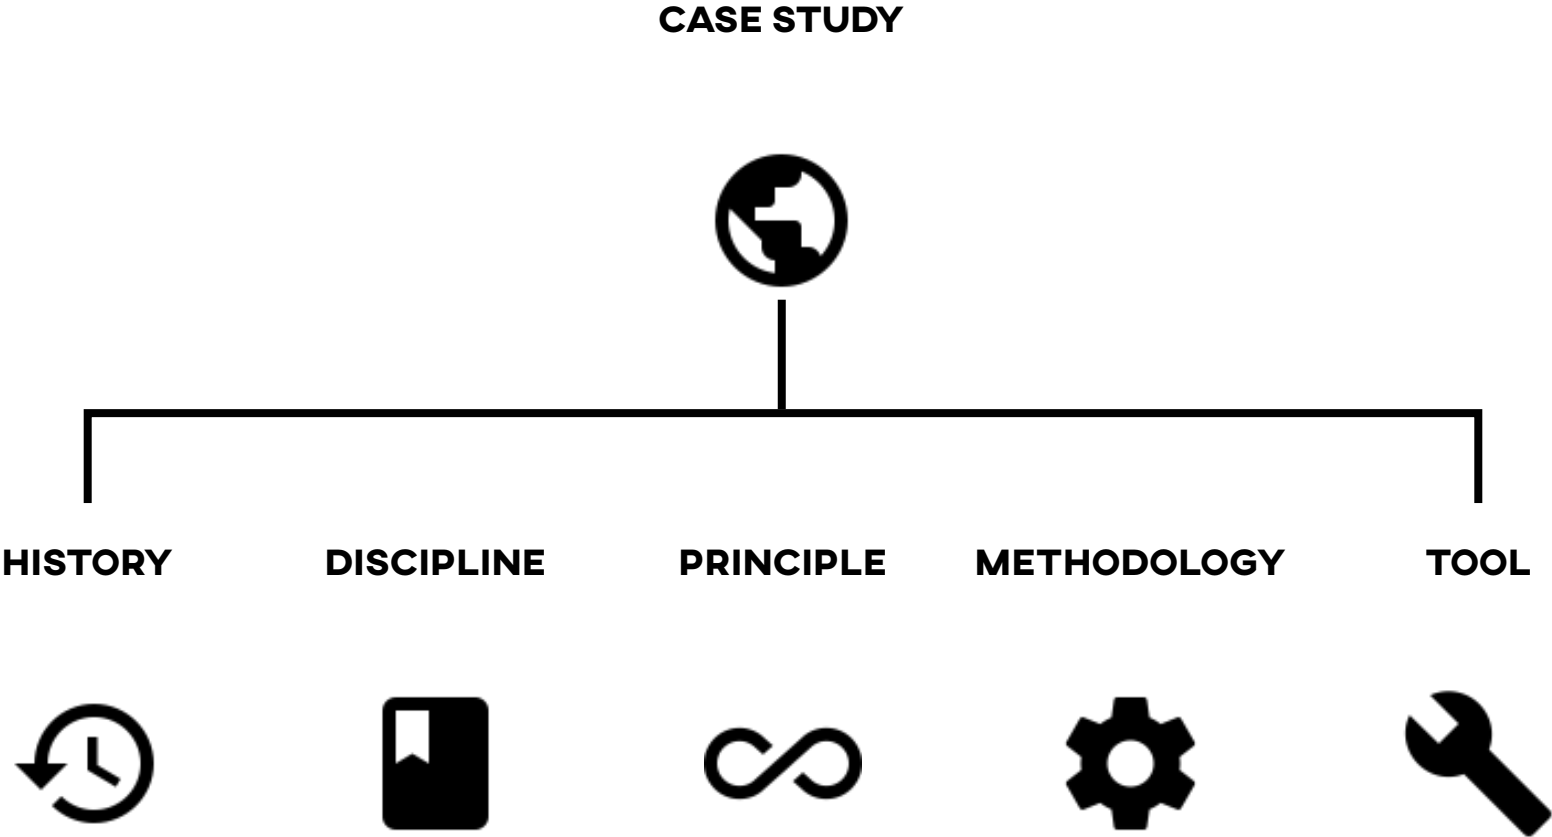 CASE STUDY
HISTORY
DISCIPLINE
PRINCIPLE
METHODOLOGY
TOOL